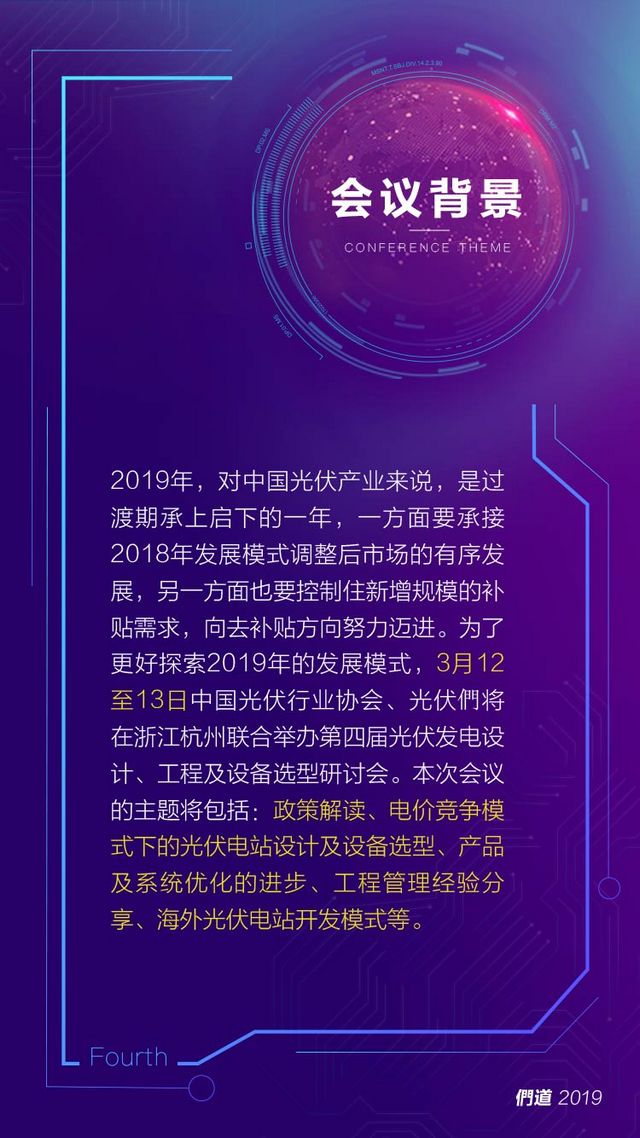 会议背景
CONFERENCE THEME
2019年，对中国光伏产业来说，是过
渡期承上启下的一年，一方面要承接
2018年发展模式调整后市场的有序发
展，另一方面也要控制住新增规模的补
贴需求，向去补贴方向努力迈进。为了
更好探索2019年的发展模式，3月12
至13日中国光伏行业协会、光伏們将
在浙江杭州联合举办第四届光伏发电设
计、工程及设备选型研讨会。本次会议
的主题将包括：政策解读、电价竞争模
式下的光伏电站设计及设备选型、产品
及系统优化的进步、工程管理经验分
享、海外光伏电站开发模式等。
Fourth
們道 2019